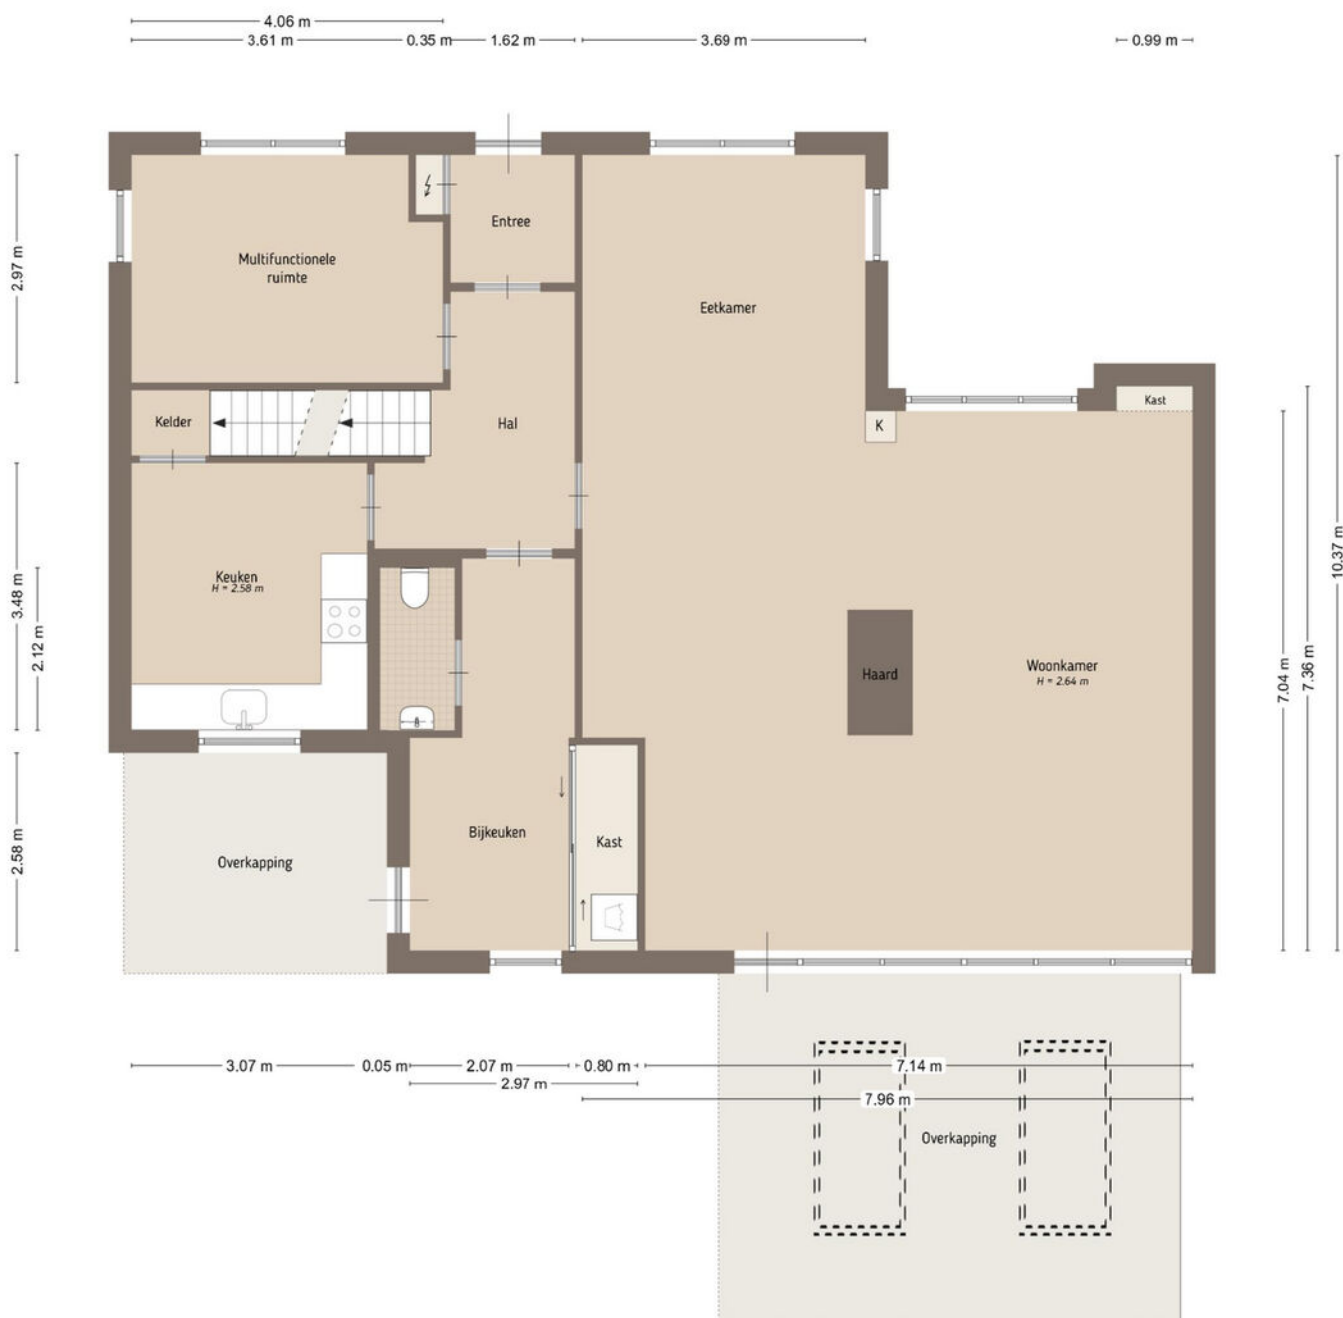 4.06 m
3.61 m
0.35 m
1.62 m
3.69 m
0.99 m
Entree
Multifunctionele
ruimte
2.97 m
Eetkamer
Kast
Kelder
Hal
K
10.37 m
Keuken
H = 2.58 m
3.48 m
2.12 m
Haard
Woonkamer
H = 2.64 m
7.04 m
7.36 m
Bijkeuken
Kast
Overkapping
2.58 m
3.07 m
0.05 m
2.07 m
0.80 m
7.14 m
2.97 m
7.96 m
Overkapping